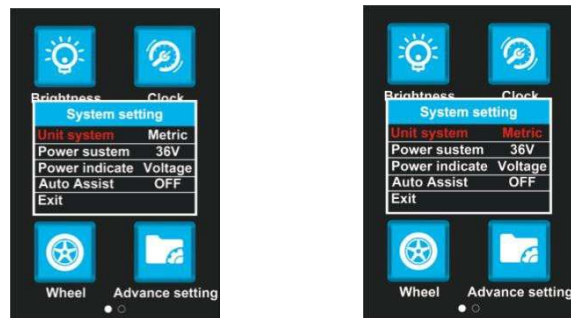 Brightness Clock
System setting
Unit system Metric
Power sustem 36V
Power indicate Voltage
Auto Assist OFF
Exit
Wheel Advance setting
Brightness Clock
System setting
Unit system Metric
Power sustem 36V
Power indicate Voltage
Auto Assist OFF
Exit
Wheel Advance setting